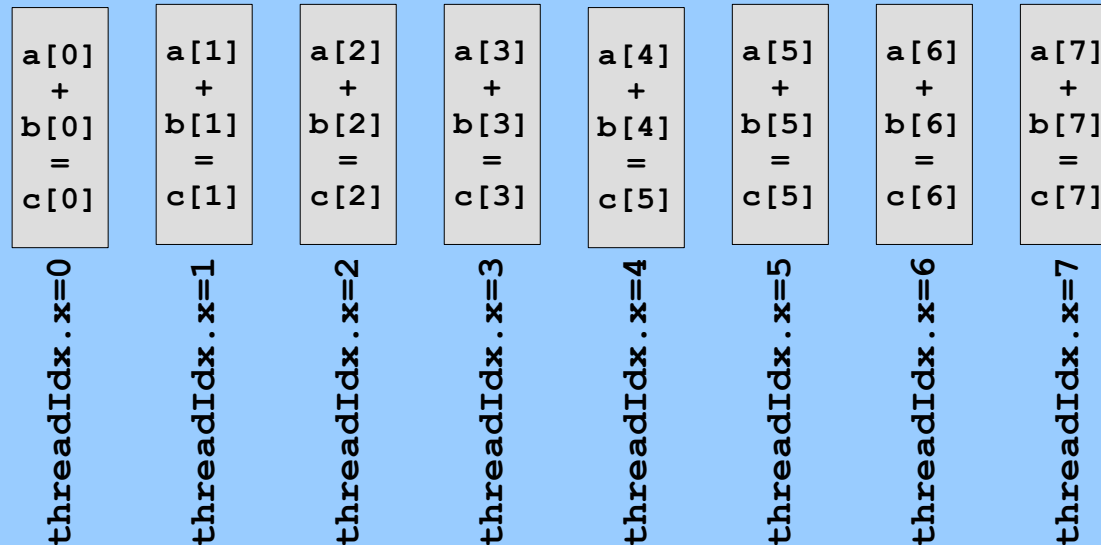 a[0]
+
b[0]
=
c[0]
a[1]
+
b[1]
=
c[1]
a[2]
+
b[2]
=
c[2]
a[3]
+
b[3]
=
c[3]
a[4]
+
b[4]
=
c[5]
a[5]
+
b[5]
=
c[5]
a[6]
+
b[6]
=
c[6]
a[7]
+
b[7]
=
c[7]
threadIdx.x=0
threadIdx.x=1
threadIdx.x=2
threadIdx.x=3
threadIdx.x=4
threadIdx.x=5
threadIdx.x=6
threadIdx.x=7